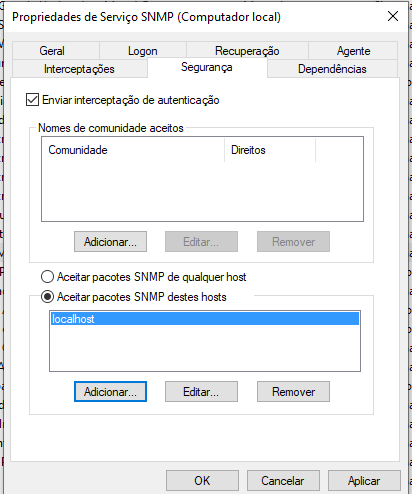 Propriedades de Serviço SNMP (Computador local)
Geral Logon Recuperação Agente
Interceptações Segurança Dependências
Enviar interceptação de autenticação
Nomes de comunidade aceitos
Comunidade Direitos
Adicionar... Editar... Remover
Aceitar pacotes SNMP de qualquer host
Aceitar pacotes SNMP destes hosts
localhost
Adicionar... Editar... Remover
OK Cancelar Aplicar